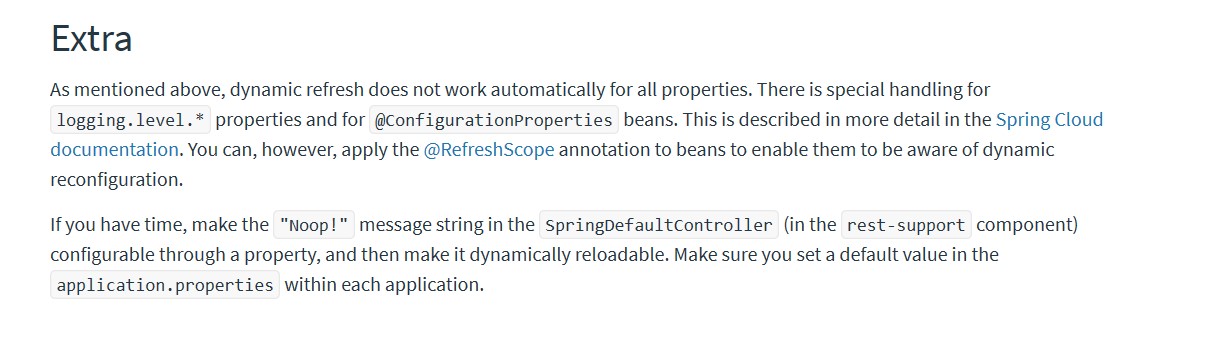 Extra
As mentioned above, dynamic refresh does not work automatically for all properties. There is special handling for
logging.level.* properties and for @ConfigurationProperties beans. This is described in more detail in the Spring Cloud
documentation. You can, however, apply the @RefreshScope annotation to beans to enable them to be aware of dynamic
reconfiguration.
If you have time, make the "Noop!" message string in the SpringDefaultController (in the rest-support component)
configurable through a property, and then make it dynamically reloadable. Make sure you set a default value in the
application.properties within each application.